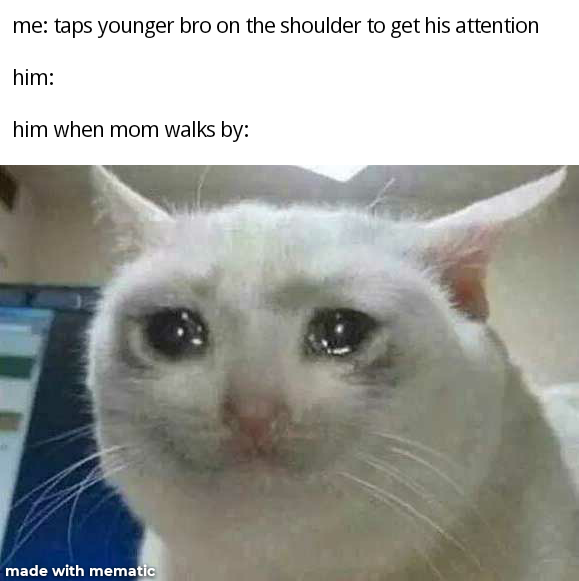 me: taps younger bro on the shoulder to get his attention
him:
him when mom walks by:
made with mematic